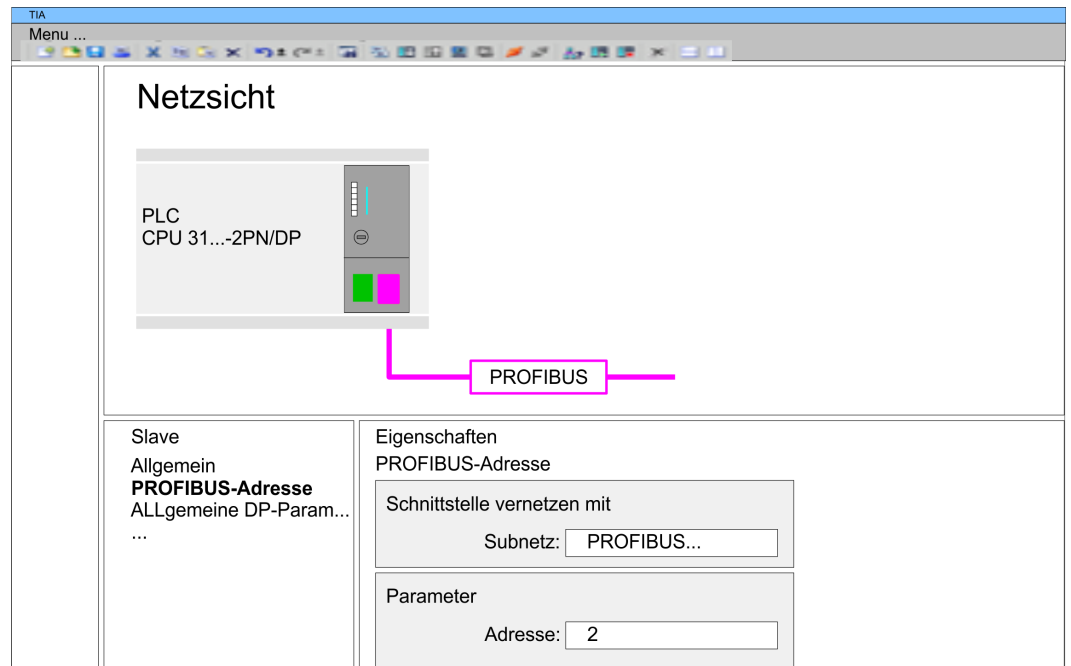 TIA
Menu ...
Netzsicht
PLC
CPU 31...-2PN/DP
PROFIBUS
Slave
Allgemein
PROFIBUS-Adresse
ALLgemeine DP-Param...
...
Eigenschaften
PROFIBUS-Adresse
Schnittstelle vernetzen mit
Subnetz: PROFIBUS...
Parameter
Adresse: 2